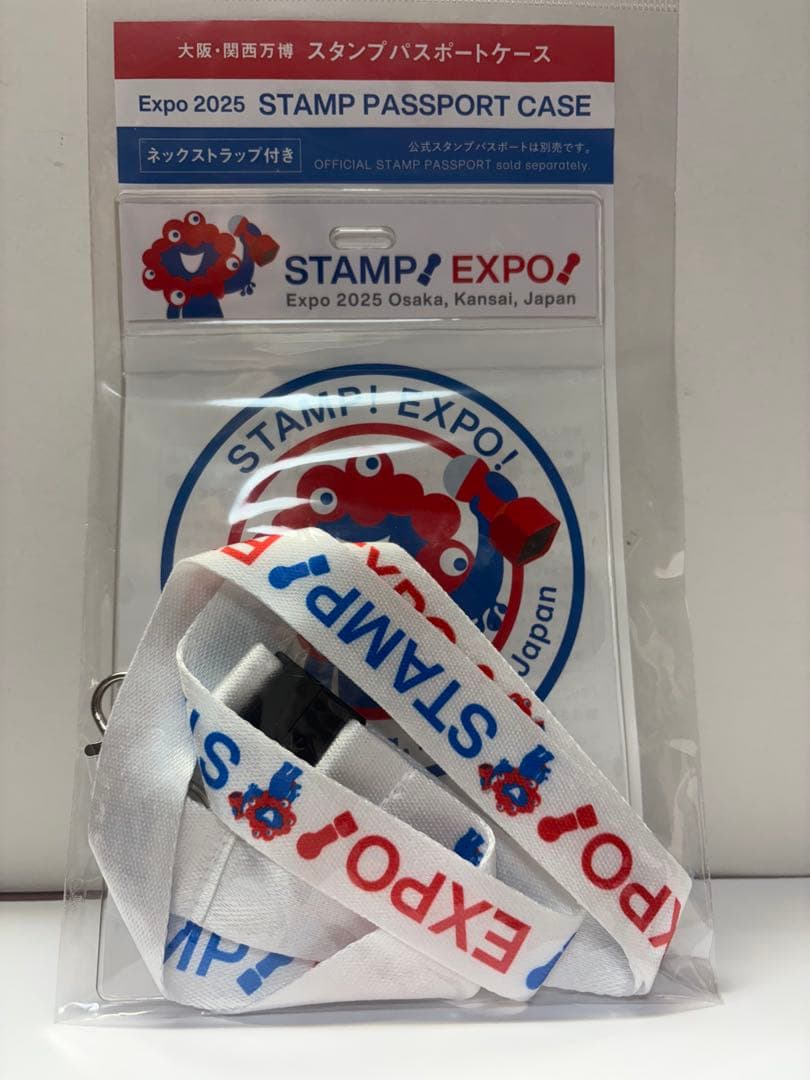 大阪・関西万博 スタンプパスポートケース
Expo 2025 STAMP PASSPORT CASE
ネックストラップ付き
公式スタンプパスポートは別売です。
OFFICIAL STAMP PASSPORT sold separately.
STAMP! EXPO!
Expo 2025 Osaka, Kansai, Japan
STAMP! EXPO!
Japan
STAMP!
EXPO!
EXPO!